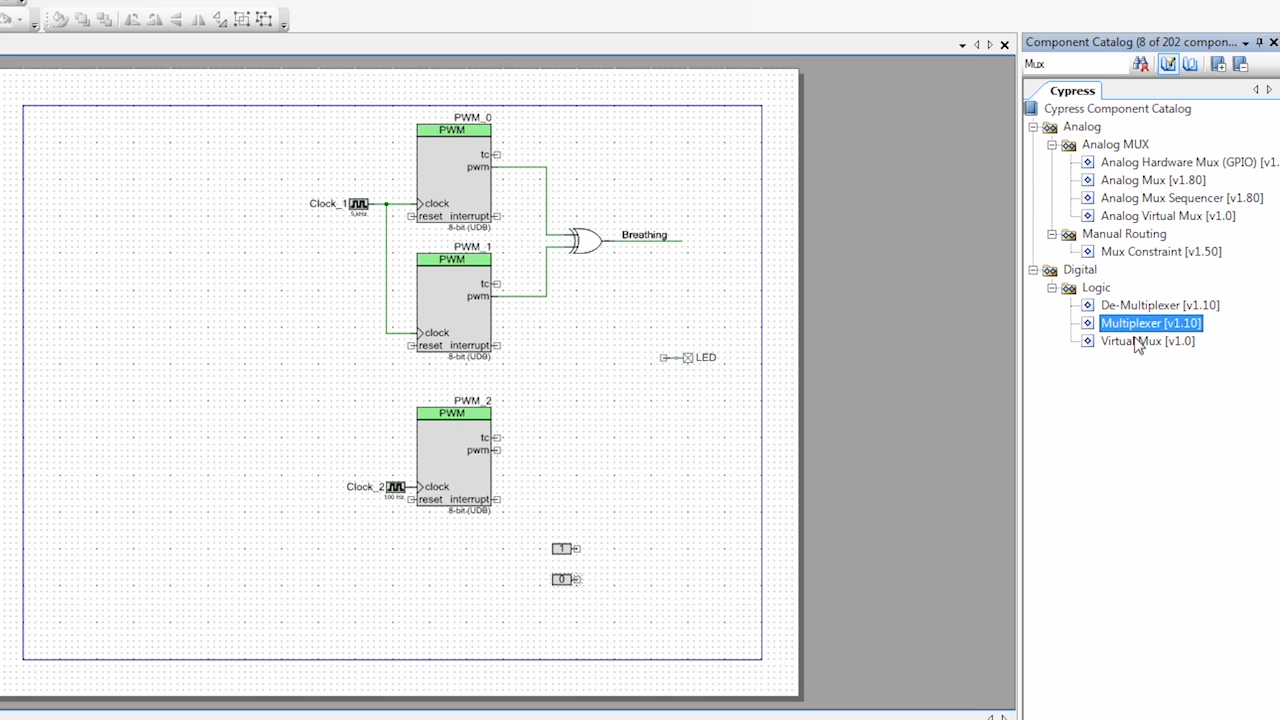 Component Catalog (8 of 202 compon...
Mux
Cypress
Cypress Component Catalog
Analog
Analog MUX
Analog Hardware Mux (GPIO) [v1.
Analog Mux [v1.80]
Analog Mux Sequencer [v1.80]
Analog Virtual Mux [v1.0]
Manual Routing
Mux Constraint [v1.50]
Digital
Logic
De-Multiplexer [v1.10]
Multiplexer [v1.10]
Virtual Mux [v1.0]
PWM_0
PWM
tc
pwm
Clock_1
5 kHz
clock
reset interrupt
8-bit (UDB)
Breathing
PWM_1
PWM
tc
pwm
clock
reset interrupt
8-bit (UDB)
LED
PWM_2
PWM
tc
pwm
Clock_2
100 Hz
clock
reset interrupt
8-bit (UDB)
1
0